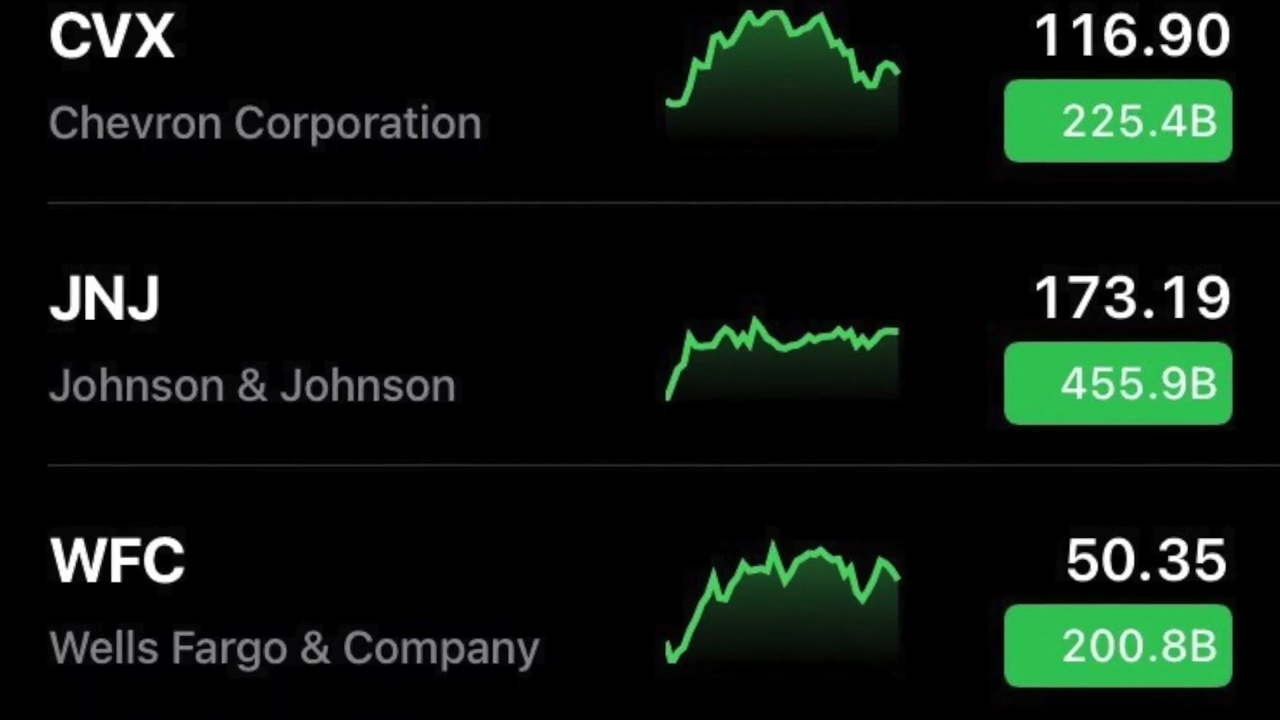 CVX 116.90
Chevron Corporation 225.4B
JNJ 173.19
Johnson & Johnson 455.9B
WFC 50.35
Wells Fargo & Company 200.8B